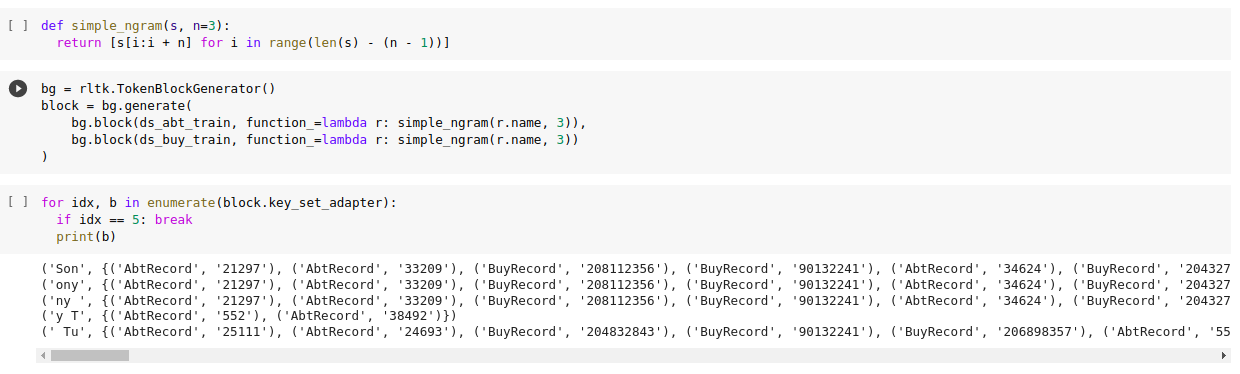 [ ] def simple_ngram(s, n=3):
return [s[i:i + n] for i in range(len(s) - (n - 1))]
bg = rltk.TokenBlockGenerator()
block = bg.generate(
bg.block(ds_abt_train, function_=lambda r: simple_ngram(r.name, 3)),
bg.block(ds_buy_train, function_=lambda r: simple_ngram(r.name, 3))
)
[ ] for idx, b in enumerate(block.key_set_adapter):
if idx == 5: break
print(b)
('Son', {('AbtRecord', '21297'), ('AbtRecord', '33209'), ('BuyRecord', '208112356'), ('BuyRecord', '90132241'), ('AbtRecord', '34624'), ('BuyRecord', '204327
('ony', {('AbtRecord', '21297'), ('AbtRecord', '33209'), ('BuyRecord', '208112356'), ('BuyRecord', '90132241'), ('AbtRecord', '34624'), ('BuyRecord', '204327
('ny ', {('AbtRecord', '21297'), ('AbtRecord', '33209'), ('BuyRecord', '208112356'), ('BuyRecord', '90132241'), ('AbtRecord', '34624'), ('BuyRecord', '204327
('y T', {('AbtRecord', '552'), ('AbtRecord', '38492')})
(' Tu', {('AbtRecord', '25111'), ('AbtRecord', '24693'), ('BuyRecord', '204832843'), ('BuyRecord', '90132241'), ('BuyRecord', '206898357'), ('AbtRecord', '55